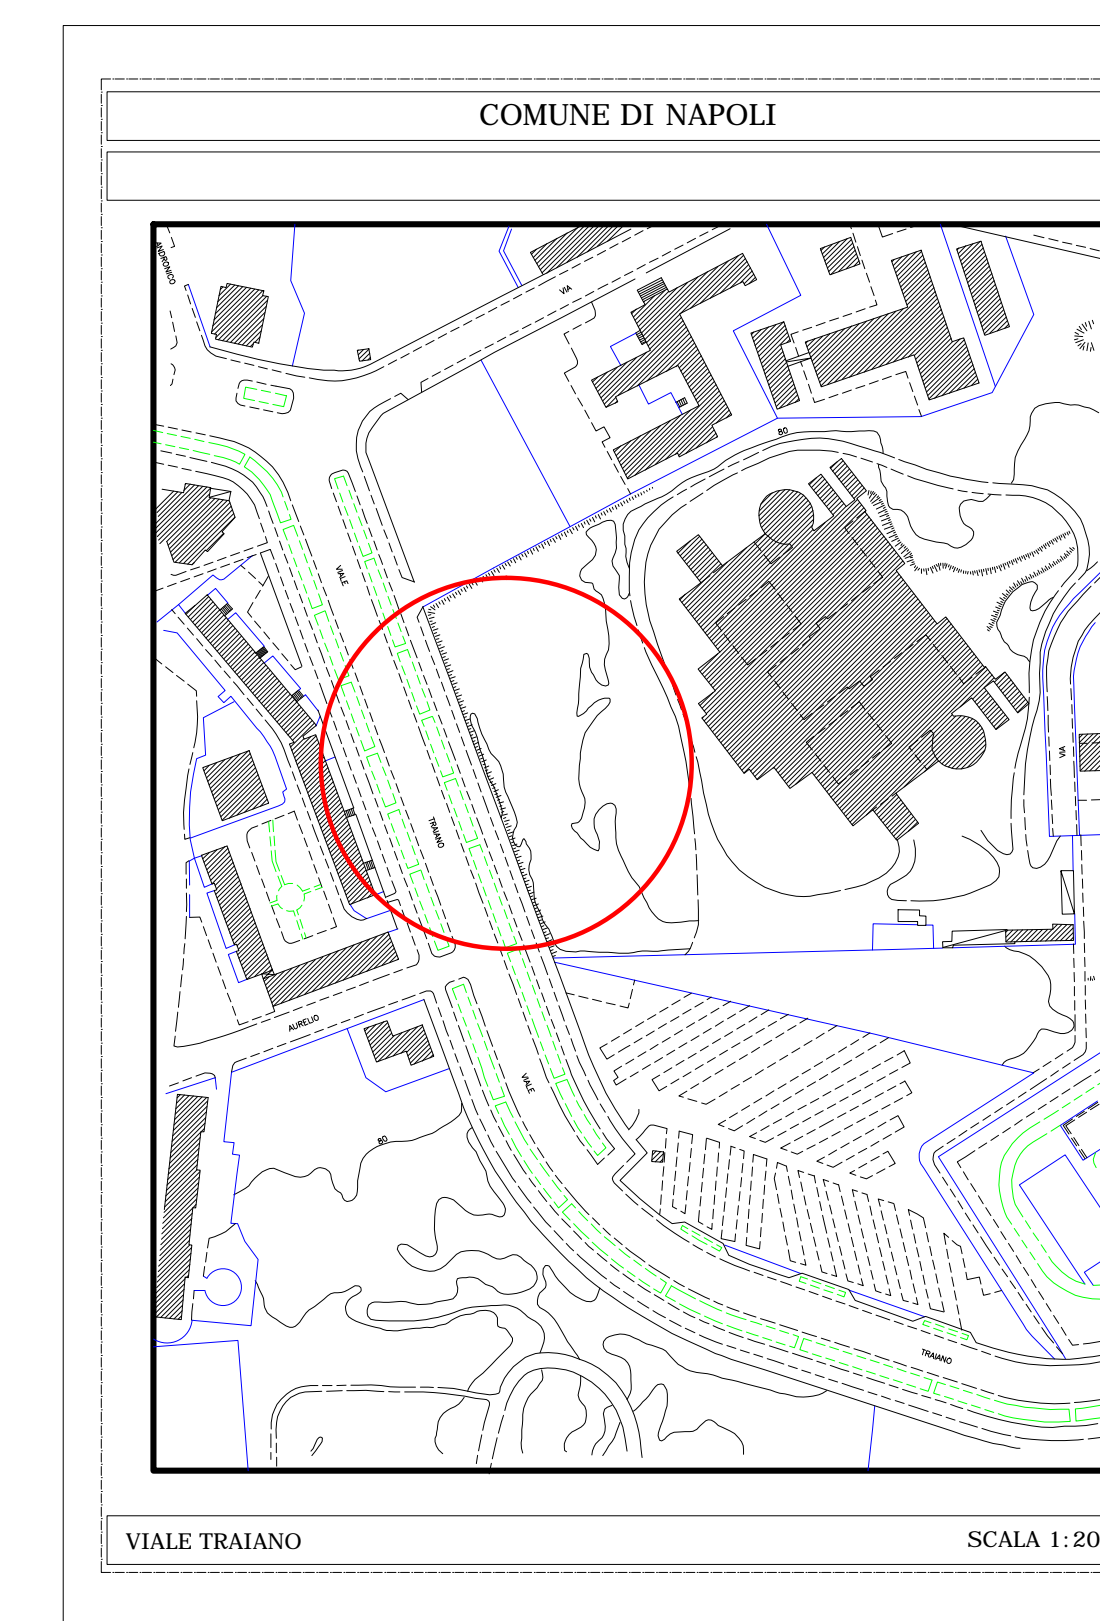 COMUNE DI NAPOLI
ANDRONICO
VIA
80
VIALE
VIA
TRAIANO
AURELIO
VIALE
80
TRAIANO
VIALE TRAIANO
SCALA 1:20